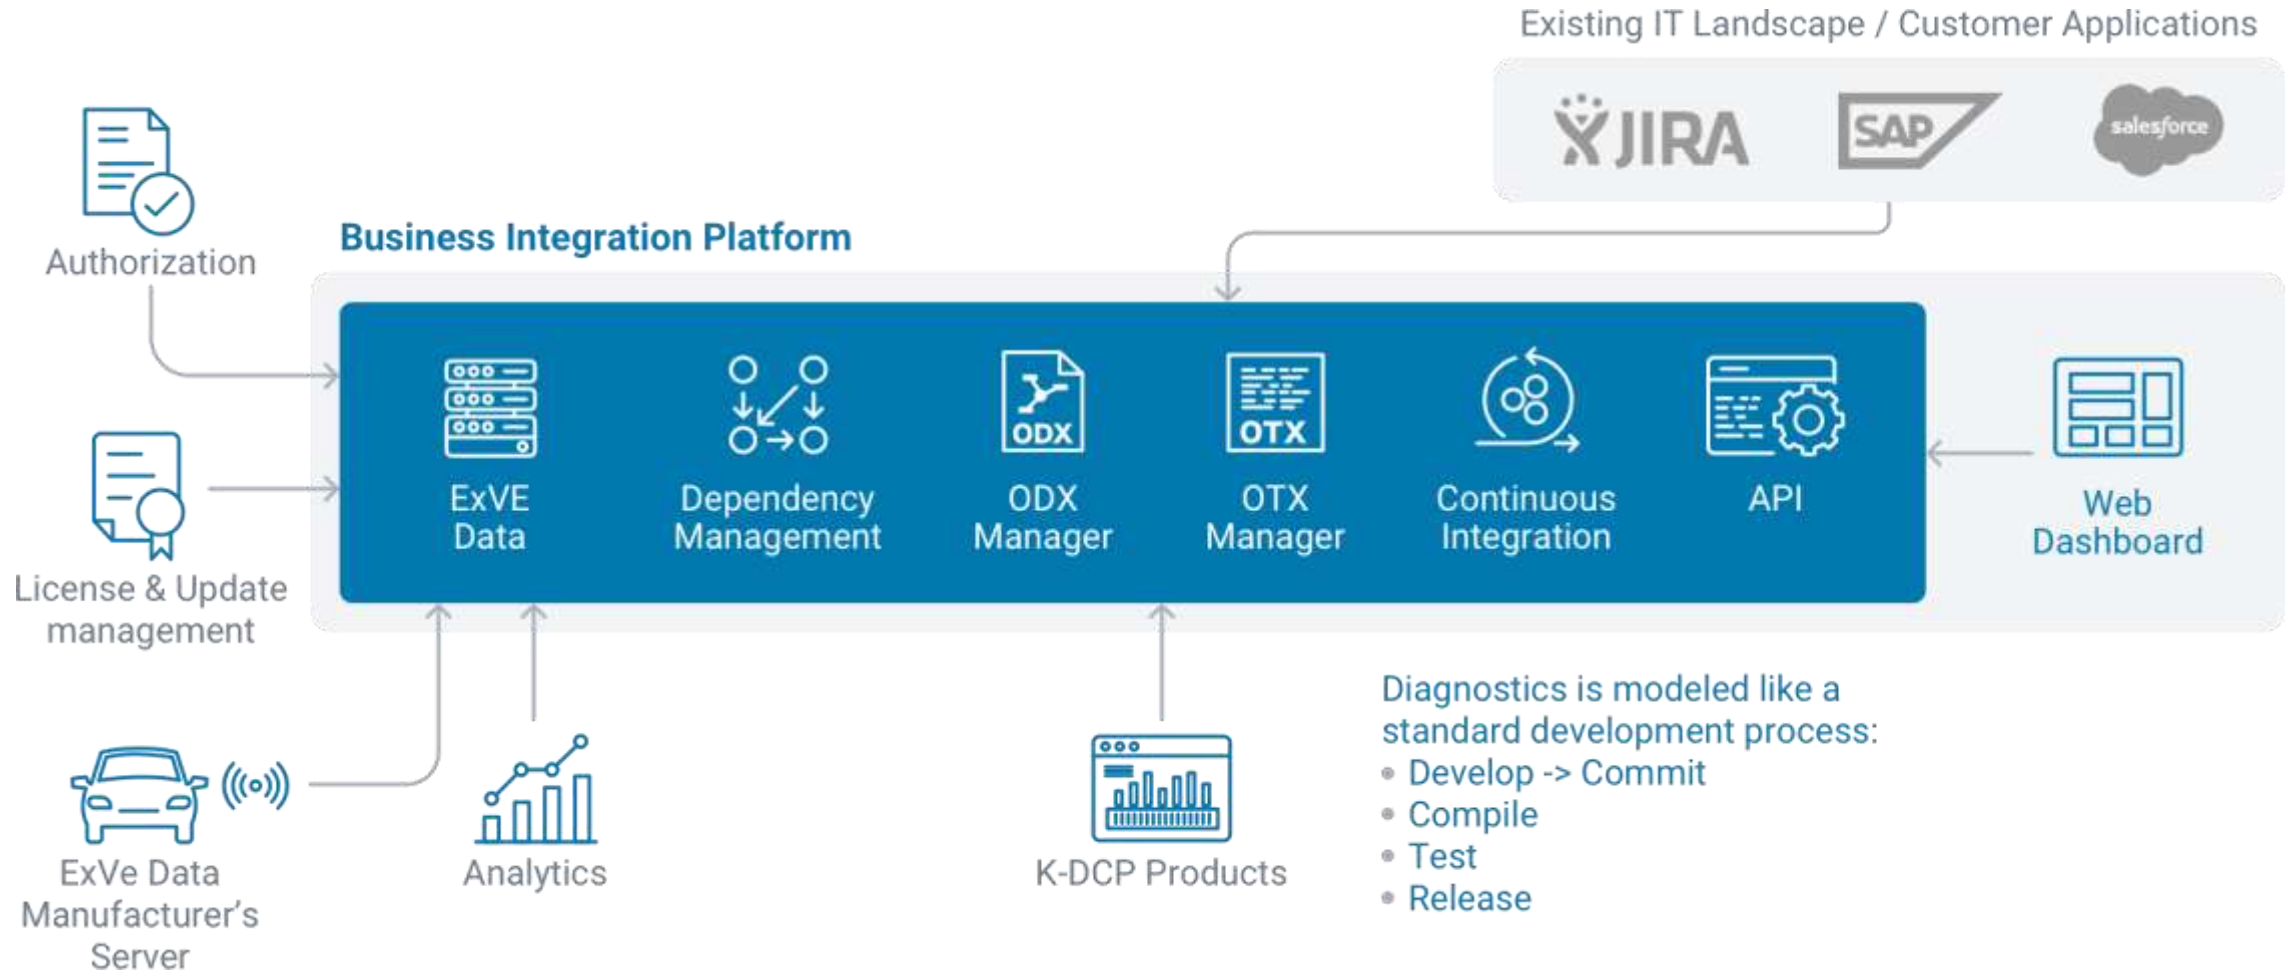 Existing IT Landscape / Customer Applications
JIRA
SAP
salesforce
Authorization
Business Integration Platform
ODX
OTX
ExVE
Data
Dependency
Management
ODX
Manager
OTX
Manager
Continuous
Integration
API
Web
Dashboard
License & Update
management
Diagnostics is modeled like a
standard development process:
• Develop -> Commit
• Compile
• Test
• Release
ExVe Data
Manufacturer’s
Server
Analytics
K-DCP Products